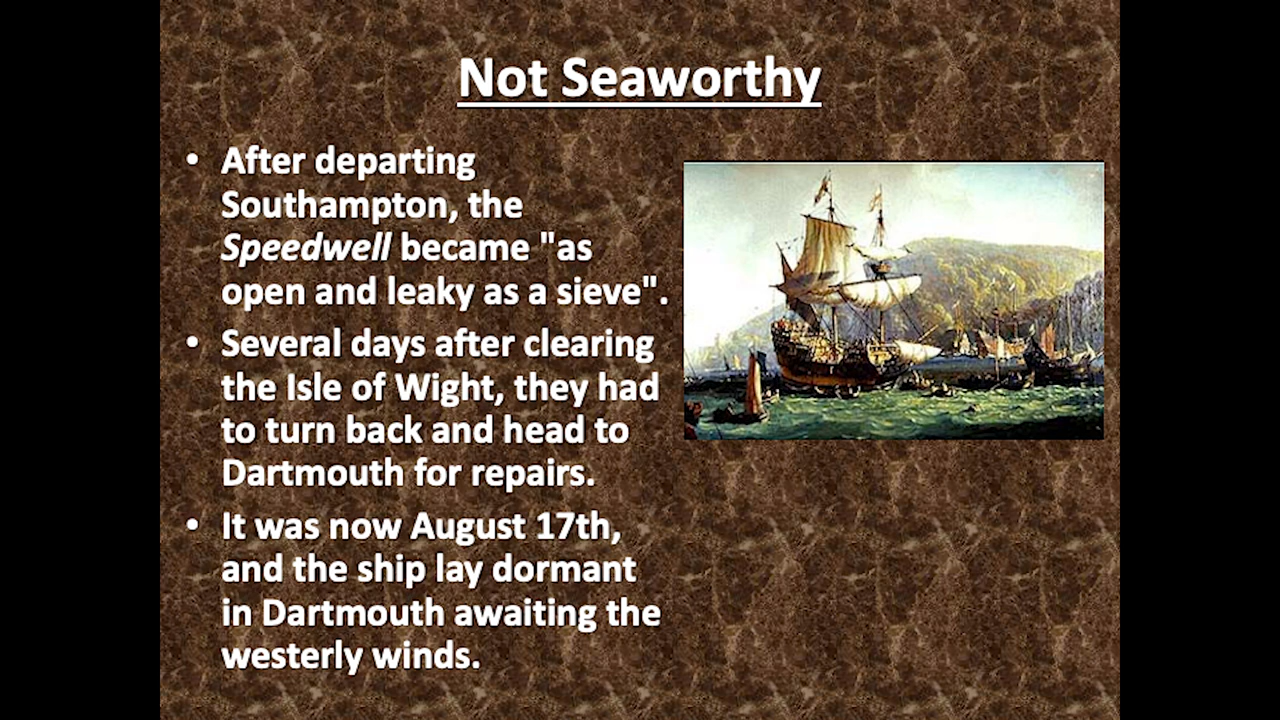 Not Seaworthy
• After departing
Southampton, the
Speedwell became "as
open and leaky as a sieve".
• Several days after clearing
the Isle of Wight, they had
to turn back and head to
Dartmouth for repairs.
• It was now August 17th,
and the ship lay dormant
in Dartmouth awaiting the
westerly winds.